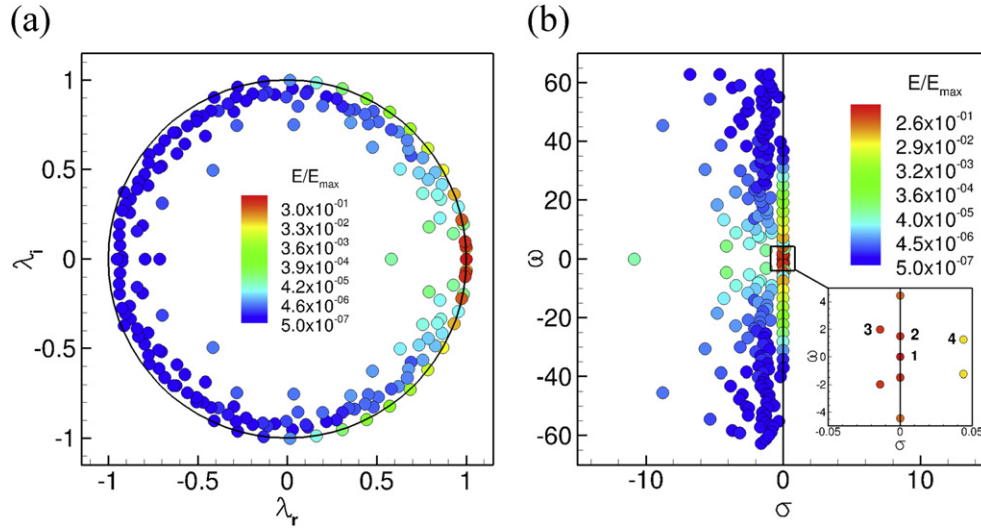 (a)
1
0.5
0
-0.5
-1
λi
-1 -0.5 0 0.5 1
λr
E/Emax
3.0x10⁻⁰¹
3.3x10⁻⁰²
3.6x10⁻⁰³
3.9x10⁻⁰⁴
4.2x10⁻⁰⁵
4.6x10⁻⁰⁶
5.0x10⁻⁰⁷
(b)
60
40
20
0
-20
-40
-60
ω
-10 0 10
σ
E/Emax
2.6x10⁻⁰¹
2.9x10⁻⁰²
3.2x10⁻⁰³
3.6x10⁻⁰⁴
4.0x10⁻⁰⁵
4.5x10⁻⁰⁶
5.0x10⁻⁰⁷
4
2
0
-2
-4
ω
3 2 4
1
-0.05 0 0.05
σ